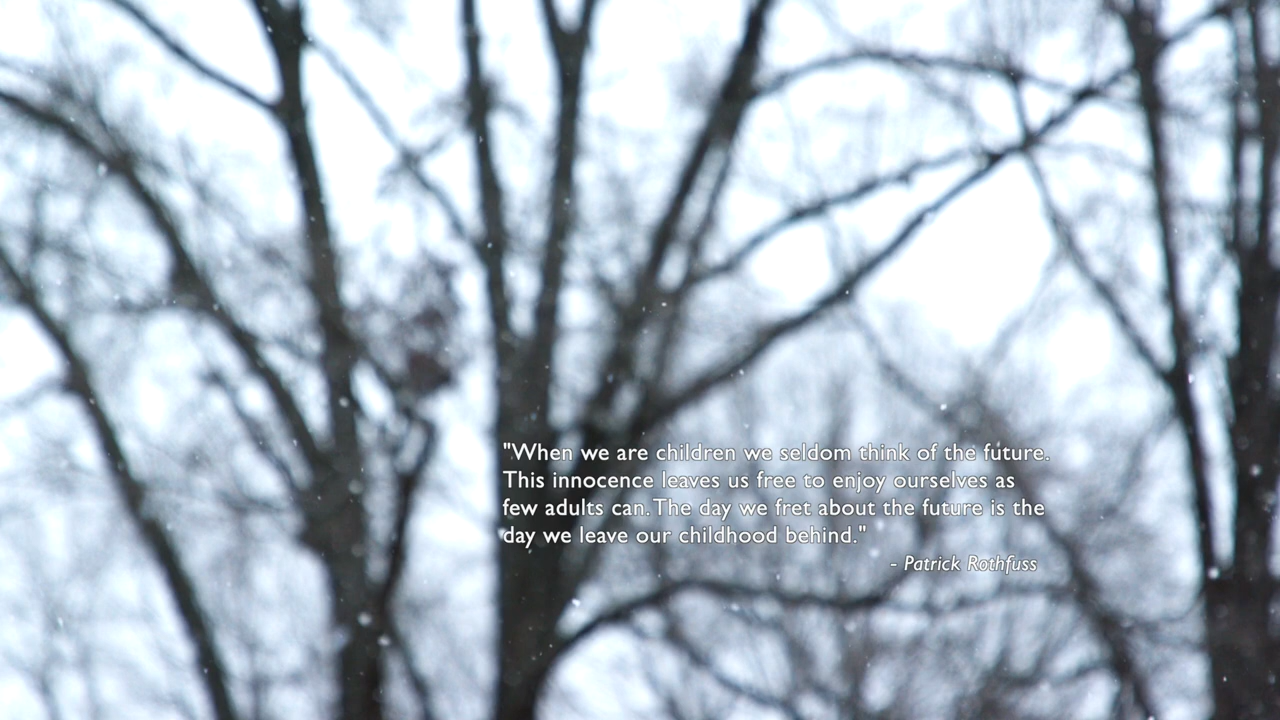 "When we are children we seldom think of the future.
This innocence leaves us free to enjoy ourselves as
few adults can. The day we fret about the future is the
day we leave our childhood behind."
- Patrick Rothfuss